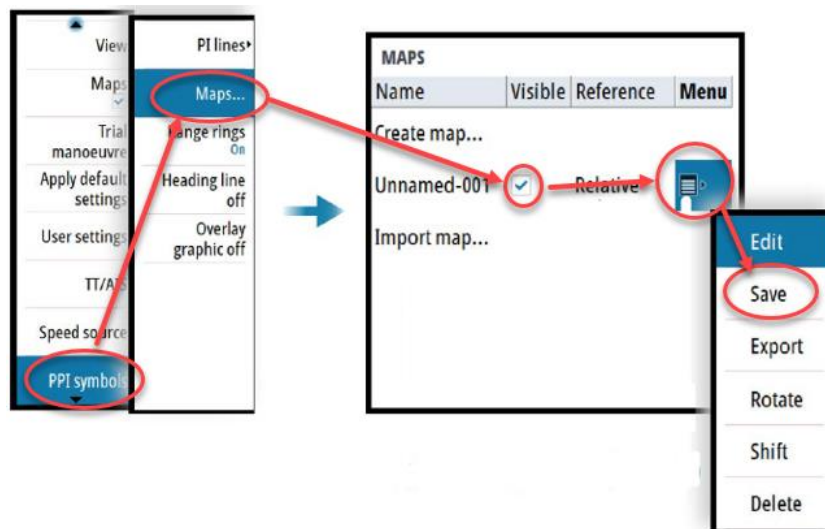 View
Maps
Trial
manoeuvre
Apply default
settings
User settings
TT/AIS
Speed source
PPI symbols
PI lines
Maps...
Range rings
On
Heading line
off
Overlay
graphic off
MAPS
Name Visible Reference Menu
Create map...
Unnamed-001 Relative
Import map...
Edit
Save
Export
Rotate
Shift
Delete